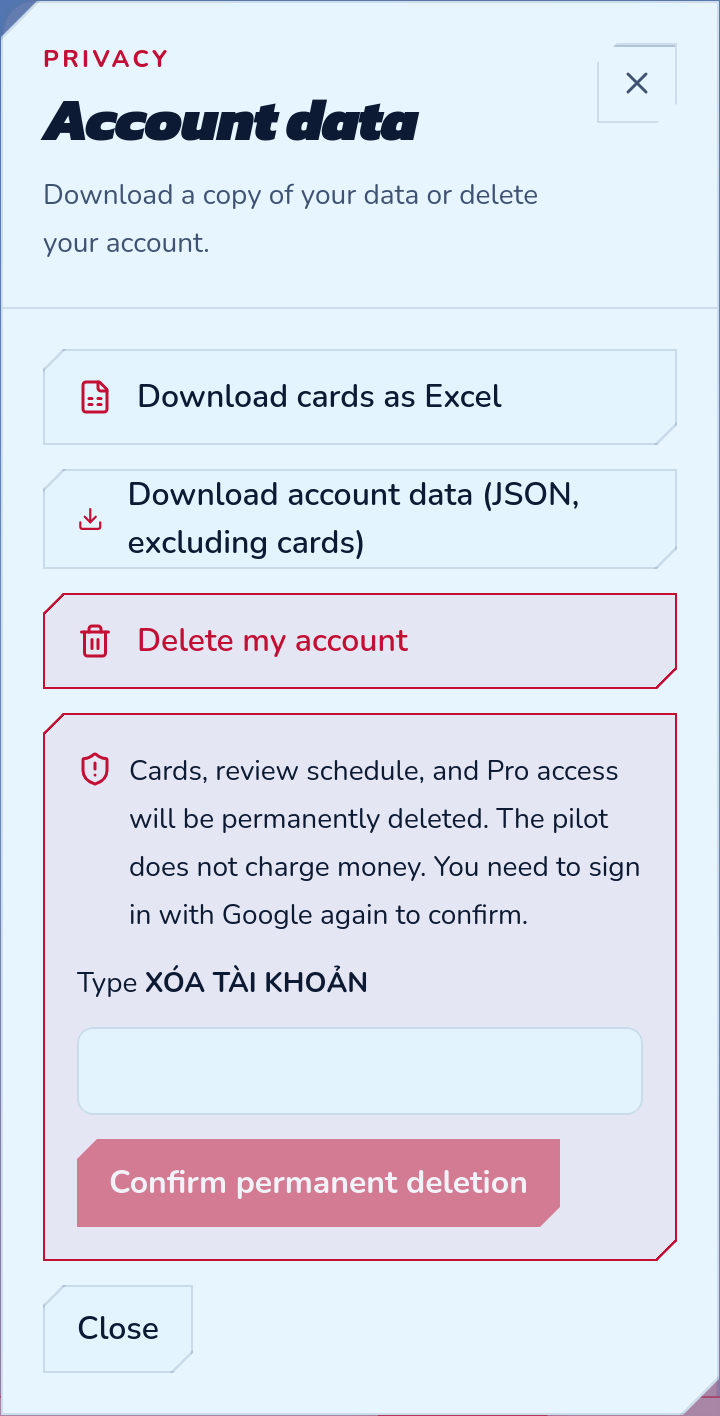 PRIVACY
Account data
Download a copy of your data or delete
your account.
Download cards as Excel
Download account data (JSON,
excluding cards)
Delete my account
Cards, review schedule, and Pro access
will be permanently deleted. The pilot
does not charge money. You need to sign
in with Google again to confirm.
Type XÓA TÀI KHOẢN
Confirm permanent deletion
Close